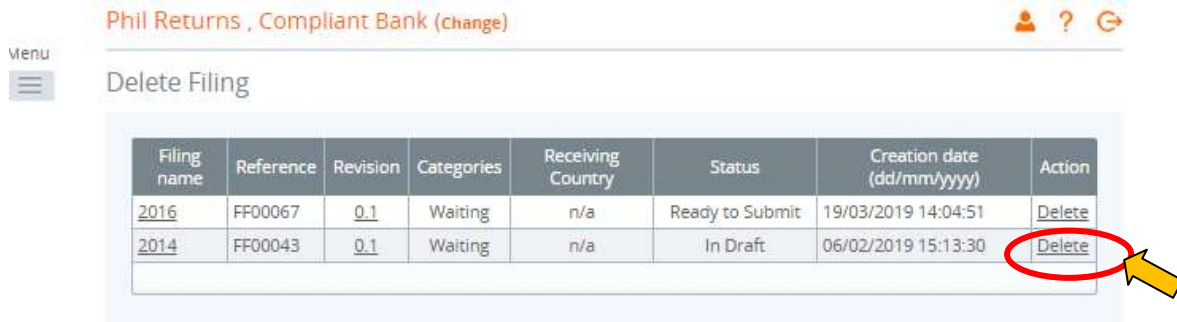 Phil Returns , Compliant Bank (Change)
?
Menu
Delete Filing
Filing name Reference Revision Categories Receiving Country Status Creation date (dd/mm/yyyy) Action
2016 FF00067 0.1 Waiting n/a Ready to Submit 19/03/2019 14:04:51 Delete
2014 FF00043 0.1 Waiting n/a In Draft 06/02/2019 15:13:30 Delete